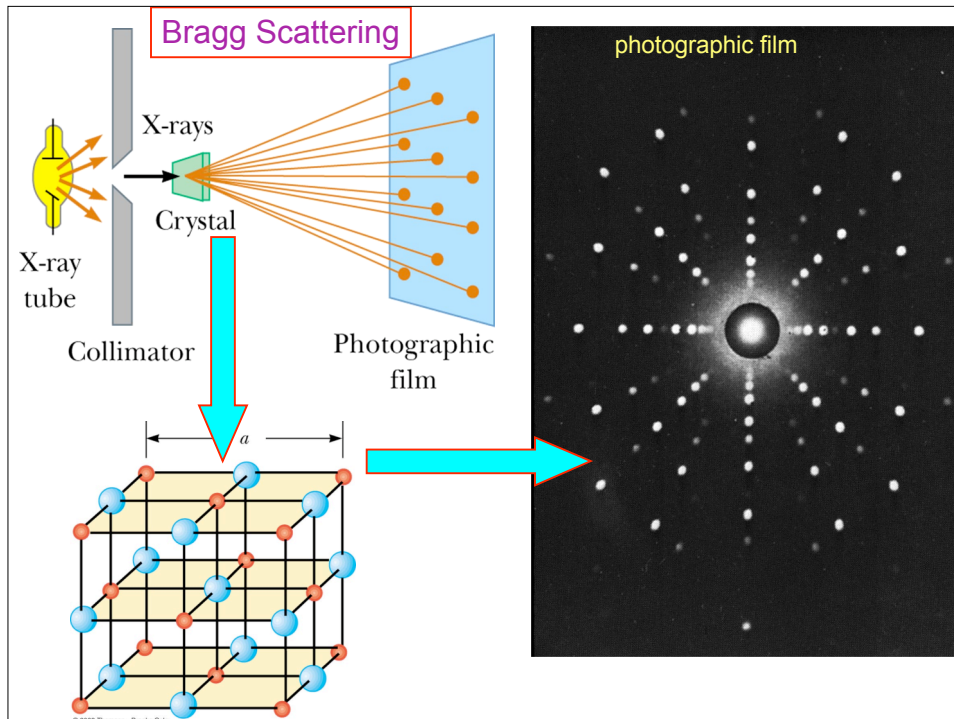 Bragg Scattering
photographic film
X-rays
Crystal
X-ray
tube
Collimator
Photographic
film
a